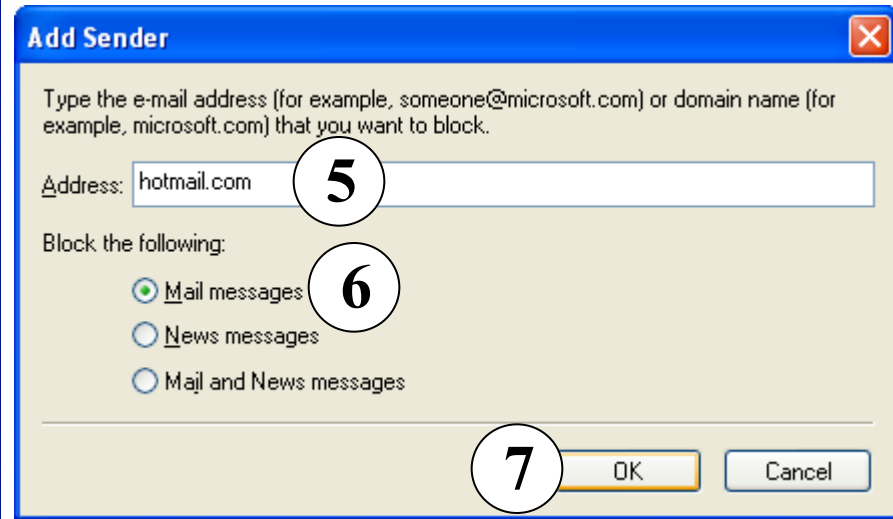 Add Sender
Type the e-mail address (for example, someone@microsoft.com) or domain name (for
example, microsoft.com) that you want to block.
Address: hotmail.com 5
Block the following:
Mail messages 6
News messages
Mail and News messages
7 OK Cancel